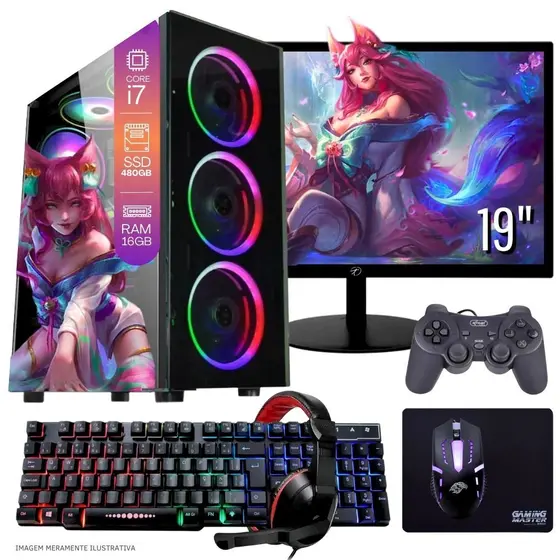 CORE
i7
SSD
480GB
RAM
16GB
19"
GAMING
MASTER
IMAGEM MERAMENTE ILUSTRATIVA